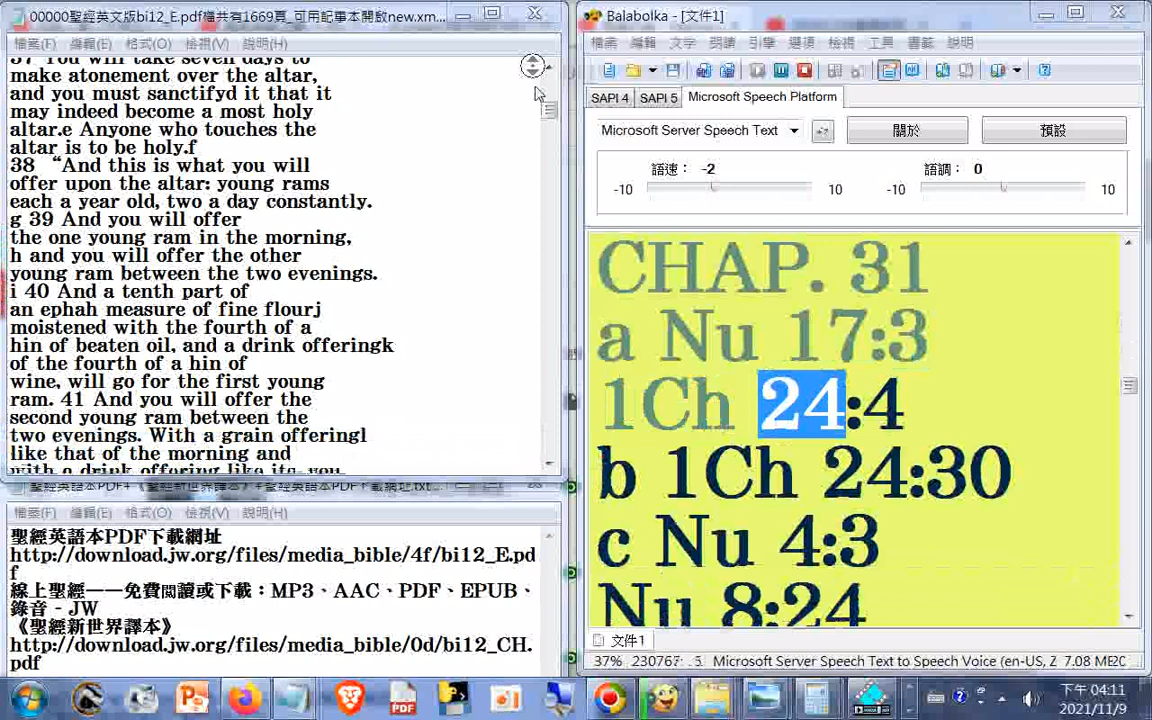 00000聖經英文版bi12_E.pdf檔共有1669頁_可用記事本開啟new.xm...
檔案(F) 編輯(E) 格式(O) 檢視(V) 說明(H)
37 You will take seven days to
make atonement over the altar,
and you must sanctifyd it that it
may indeed become a most holy
altar.e Anyone who touches the
altar is to be holy.f
38 “And this is what you will
offer upon the altar: young rams
each a year old, two a day constantly.
g 39 And you will offer
the one young ram in the morning,
h and you will offer the other
young ram between the two evenings.
i 40 And a tenth part of
an ephah measure of fine flourj
moistened with the fourth of a
hin of beaten oil, and a drink offeringk
of the fourth of a hin of
wine, will go for the first young
ram. 41 And you will offer the
second young ram between the
two evenings. With a grain offeringl
like that of the morning and
with a drink offering like its, you
檔案(F) 編輯(E) 格式(O) 檢視(V) 說明(H)
聖經英語本PDF下載網址
http://download.jw.org/files/media_bible/4f/bi12_E.pd
f
線上聖經——免費閱讀或下載：MP3、AAC、PDF、EPUB、
錄音 - JW
《聖經新世界譯本》
http://download.jw.org/files/media_bible/0d/bi12_CH.
pdf
Balabolka - [文件1]
檔案 編輯 文字 朗讀 引擎 選項 檢視 工具 書籤 說明
SAPI 4 SAPI 5 Microsoft Speech Platform
Microsoft Server Speech Text 關於 預設
語速： -2 語調： 0
-10 10 -10 10
CHAP. 31
a Nu 17:3
1Ch 24:4
b 1Ch 24:30
c Nu 4:3
Nu 8:24
文件1
37% Microsoft Server Speech Text to Speech Voice (en-US, Z
下午 04:11
2021/11/9